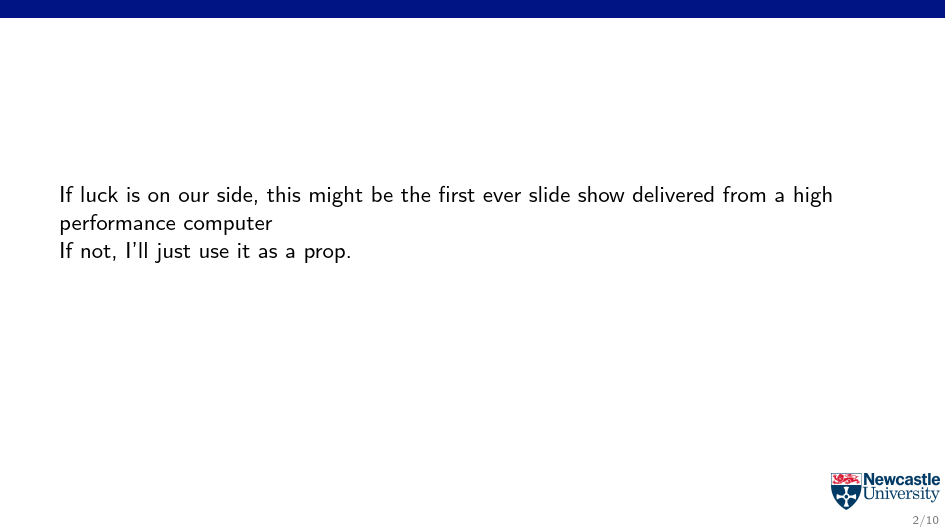 If luck is on our side, this might be the first ever slide show delivered from a high
performance computer
If not, I'll just use it as a prop.
Newcastle
University
2/10